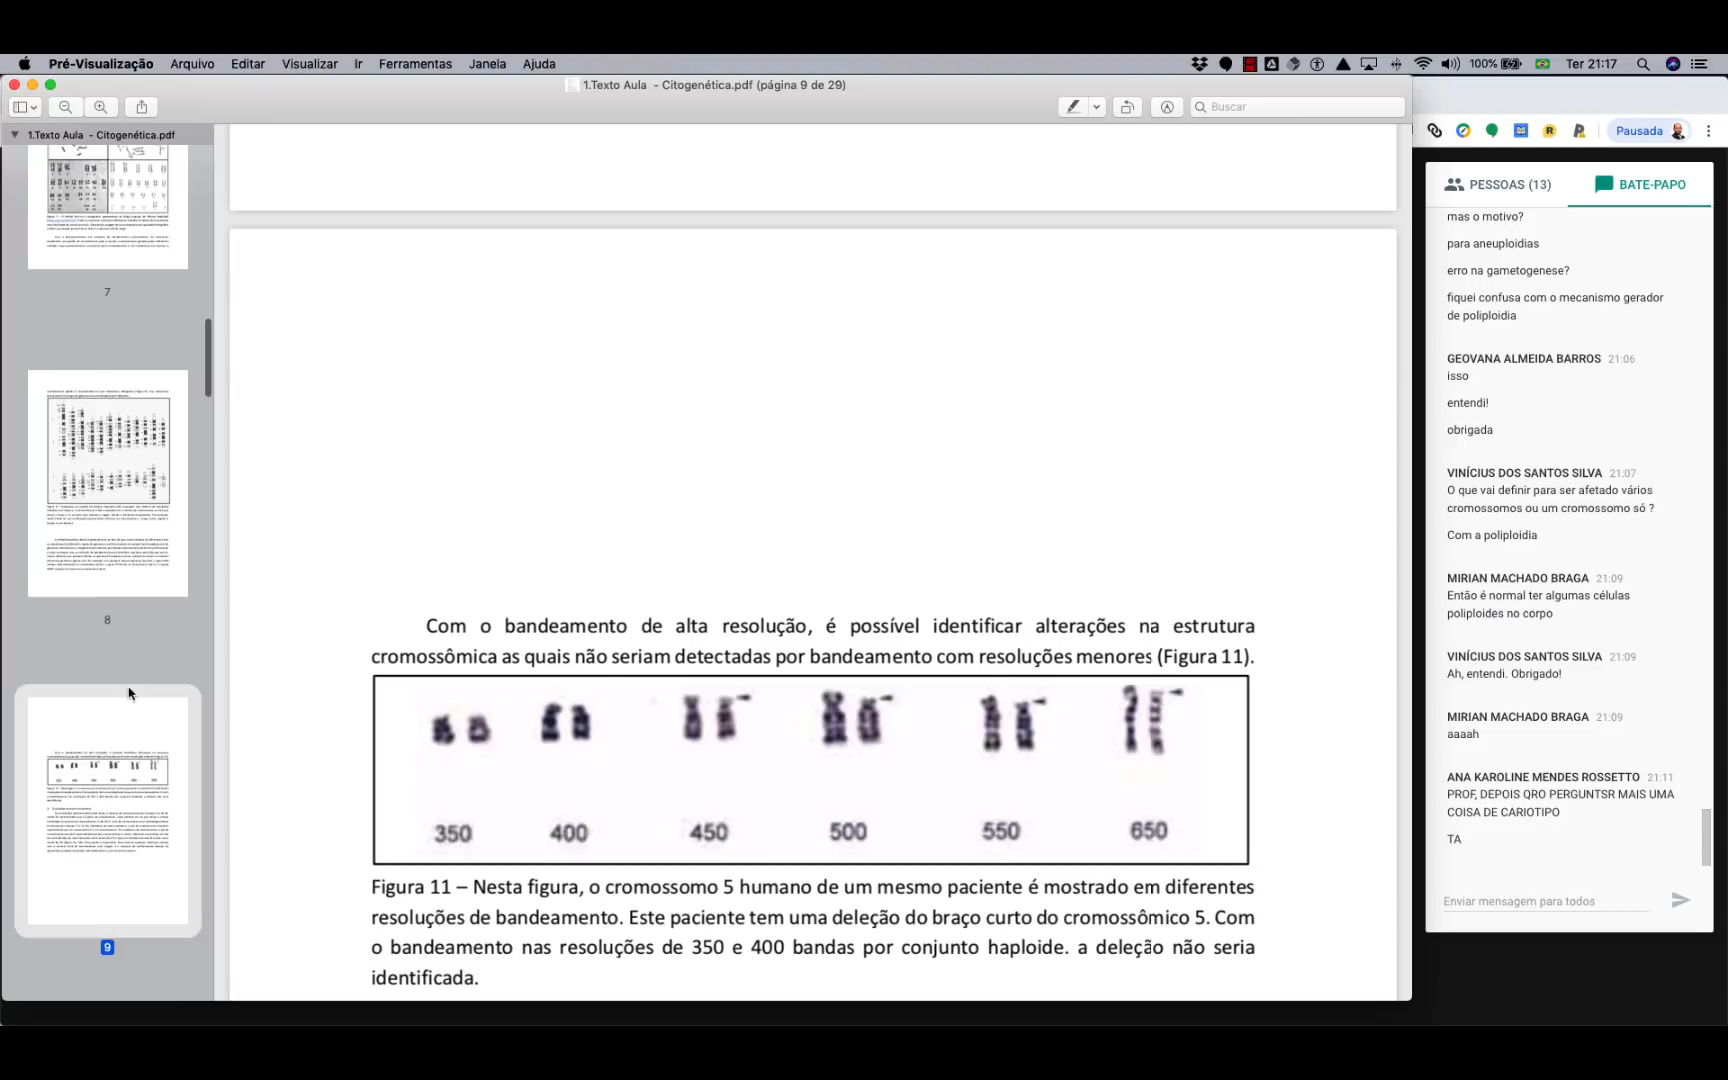 Pré-Visualização Arquivo Editar Visualizar Ir Ferramentas Janela Ajuda
100% Ter 21:17
1.Texto Aula - Citogenética.pdf (página 9 de 29)
Buscar
1.Texto Aula - Citogenética.pdf
7
8
9
Com o bandeamento de alta resolução, é possível identificar alterações na estrutura
cromossômica as quais não seriam detectadas por bandeamento com resoluções menores (Figura 11).
350 400 450 500 550 650
Figura 11 – Nesta figura, o cromossomo 5 humano de um mesmo paciente é mostrado em diferentes
resoluções de bandeamento. Este paciente tem uma deleção do braço curto do cromossômico 5. Com
o bandeamento nas resoluções de 350 e 400 bandas por conjunto haploide. a deleção não seria
identificada.
Pausada
PESSOAS (13) BATE-PAPO
mas o motivo?
para aneuploidias
erro na gametogenese?
fiquei confusa com o mecanismo gerador
de poliploidia
GEOVANA ALMEIDA BARROS 21:06
isso
entendi!
obrigada
VINÍCIUS DOS SANTOS SILVA 21:07
O que vai definir para ser afetado vários
cromossomos ou um cromossomo só ?
Com a poliploidia
MIRIAN MACHADO BRAGA 21:09
Então é normal ter algumas células
poliploides no corpo
VINÍCIUS DOS SANTOS SILVA 21:09
Ah, entendi. Obrigado!
MIRIAN MACHADO BRAGA 21:09
aaaah
ANA KAROLINE MENDES ROSSETTO 21:11
PROF, DEPOIS QRO PERGUNTSR MAIS UMA
COISA DE CARIOTIPO
TA
Enviar mensagem para todos